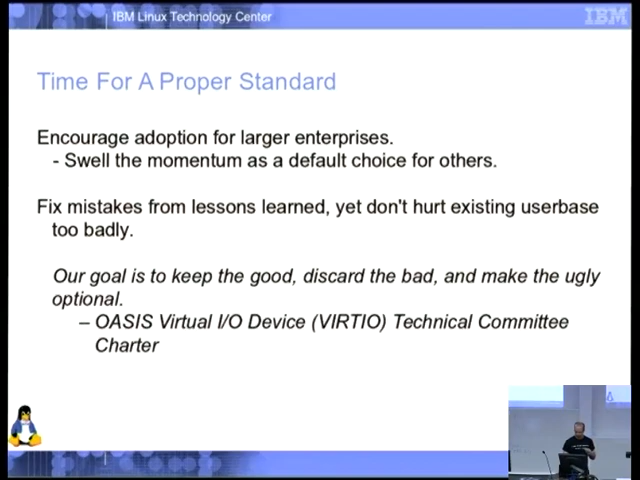 IBM Linux Technology Center
IBM
Time For A Proper Standard
Encourage adoption for larger enterprises.
- Swell the momentum as a default choice for others.
Fix mistakes from lessons learned, yet don't hurt existing userbase
too badly.
Our goal is to keep the good, discard the bad, and make the ugly
optional.
– OASIS Virtual I/O Device (VIRTIO) Technical Committee
Charter